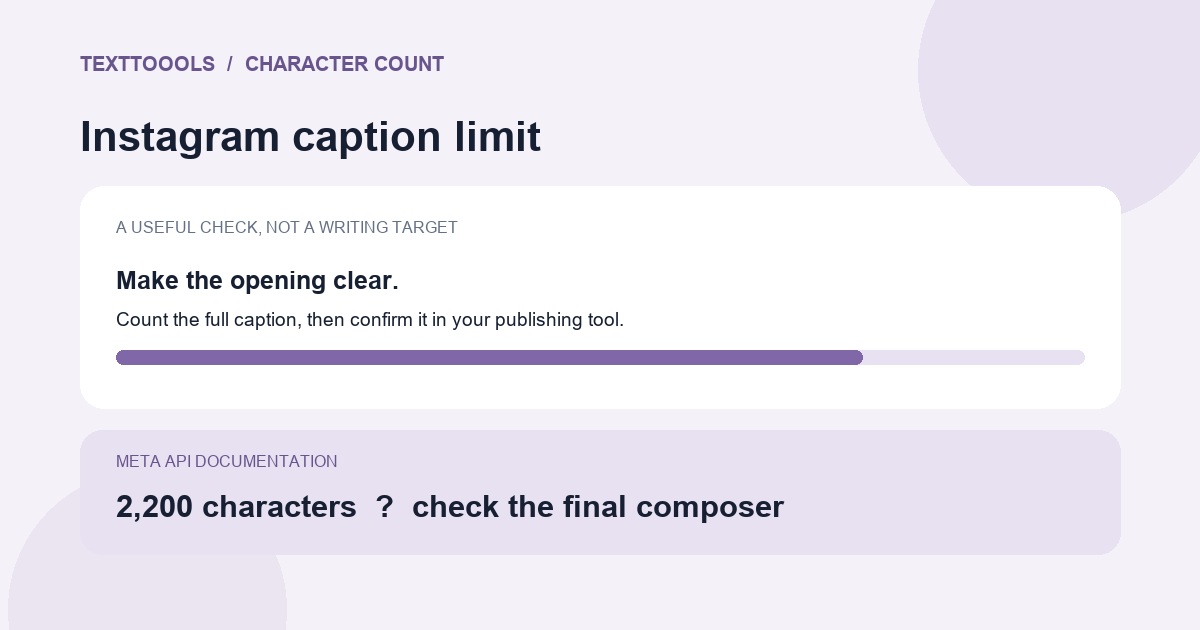 TEXTTOOOLS / CHARACTER COUNT
Instagram caption limit
A USEFUL CHECK, NOT A WRITING TARGET
Make the opening clear.
Count the full caption, then confirm it in your publishing tool.
META API DOCUMENTATION
2,200 characters ? check the final composer